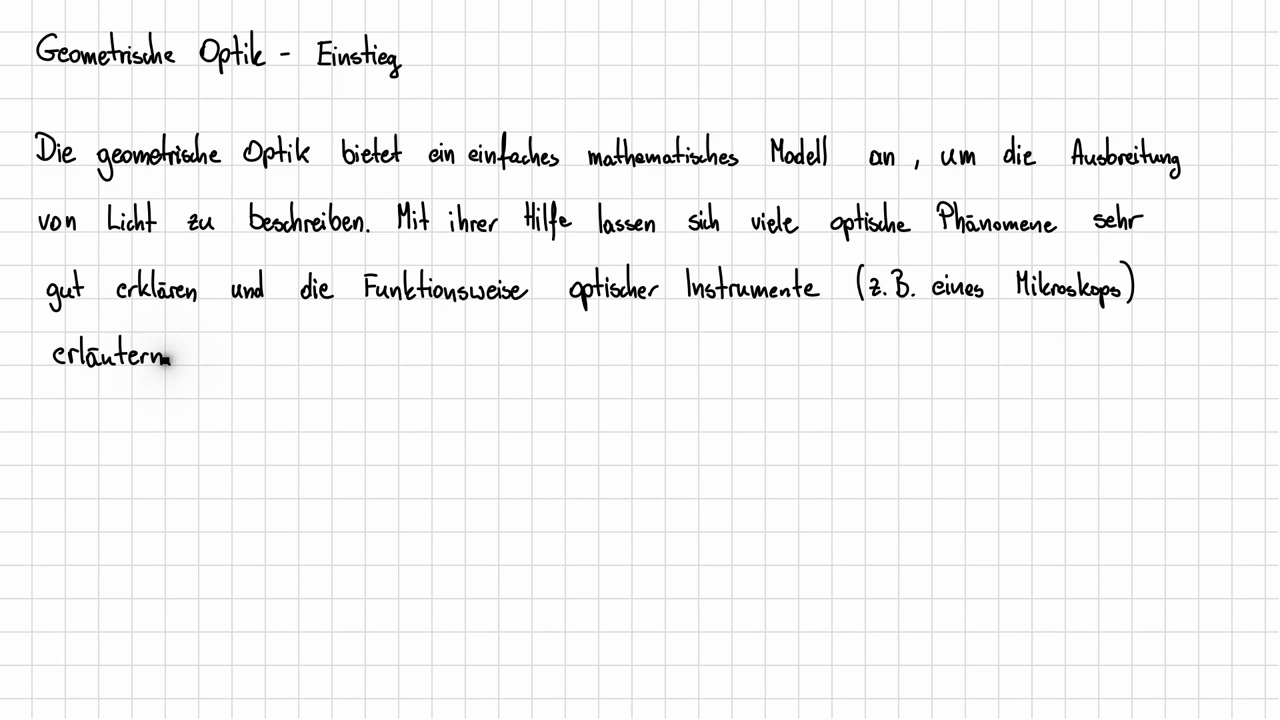 Geometrische Optik - Einstieg
Die geometrische Optik bietet ein einfaches mathematisches Modell an, um die Ausbreitung
von Licht zu beschreiben. Mit ihrer Hilfe lassen sich viele optische Phänomene sehr
gut erklären und die Funktionsweise optischer Instrumente (z.B. eines Mikroskops)
erläutern.